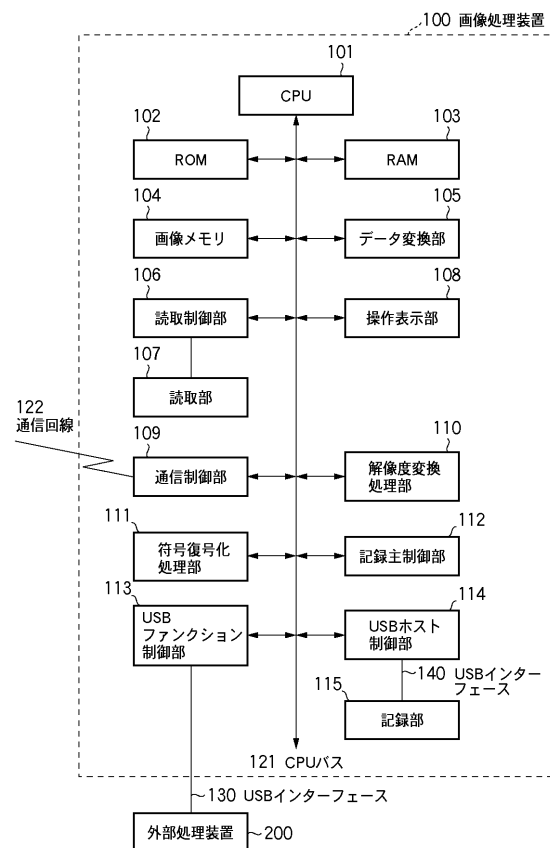 100 画像処理装置
101
CPU
102
ROM
103
RAM
104
画像メモリ
105
データ変換部
106
読取制御部
108
操作表示部
107
読取部
122
通信回線
109
通信制御部
110
解像度変換
処理部
111
符号復号化
処理部
112
記録主制御部
113
USB
ファンクション
制御部
114
USBホスト
制御部
140 USBインター
フェース
115
記録部
121 CPUバス
130 USBインターフェース
外部処理装置
200